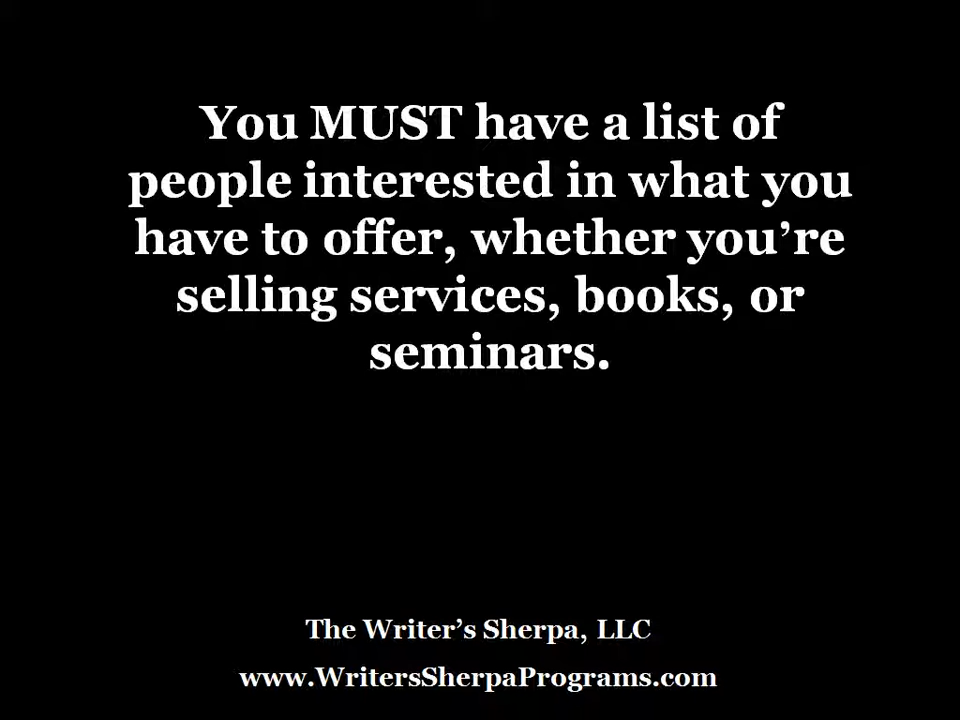 You MUST have a list of
people interested in what you
have to offer, whether you’re
selling services, books, or
seminars.
The Writer’s Sherpa, LLC
www.WritersSherpaPrograms.com